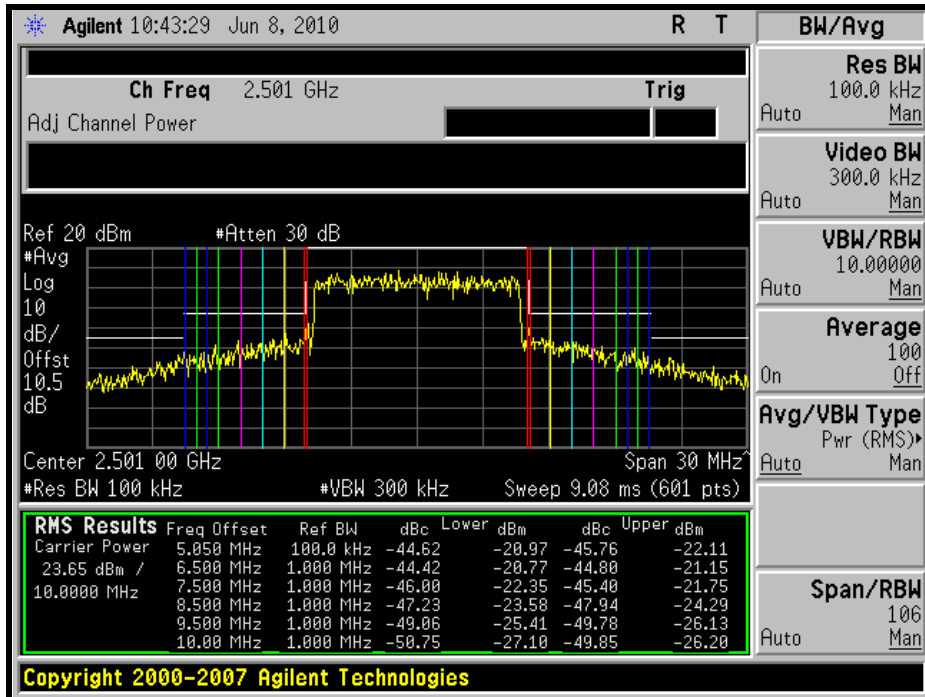 Agilent 10:43:29 Jun 8, 2010 R T
Ch Freq 2.501 GHz Trig
Adj Channel Power
Ref 20 dBm #Atten 30 dB
#Avg
Log
10
dB/
Offst
10.5
dB
Center 2.501 00 GHz Span 30 MHz^
#Res BW 100 kHz #VBW 300 kHz Sweep 9.08 ms (601 pts)
RMS Results Freq Offset Ref BW dBc Lower dBm dBc Upper dBm
Carrier Power 5.050 MHz 100.0 kHz -44.62 -20.97 -45.76 -22.11
23.65 dBm / 6.500 MHz 1.000 MHz -44.42 -20.77 -44.80 -21.15
10.0000 MHz 7.500 MHz 1.000 MHz -46.00 -22.35 -45.40 -21.75
8.500 MHz 1.000 MHz -47.23 -23.58 -47.94 -24.29
9.500 MHz 1.000 MHz -49.06 -25.41 -49.78 -26.13
10.00 MHz 1.000 MHz -50.75 -27.10 -49.85 -26.20
Copyright 2000-2007 Agilent Technologies
BW/Avg
Res BW
100.0 kHz
Auto Man
Video BW
300.0 kHz
Auto Man
VBW/RBW
10.00000
Auto Man
Average
100
On Off
Avg/VBW Type
Pwr (RMS)▸
Auto Man
Span/RBW
106
Auto Man